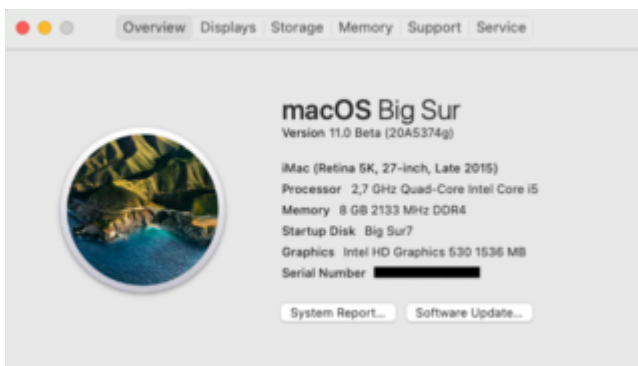 Overview Displays Storage Memory Support Service
macOS Big Sur
Version 11.0 Beta (20A5374g)
iMac (Retina 5K, 27-inch, Late 2015)
Processor 2,7 GHz Quad-Core Intel Core i5
Memory 8 GB 2133 MHz DDR4
Startup Disk Big Sur7
Graphics Intel HD Graphics 530 1536 MB
Serial Number
System Report... Software Update...